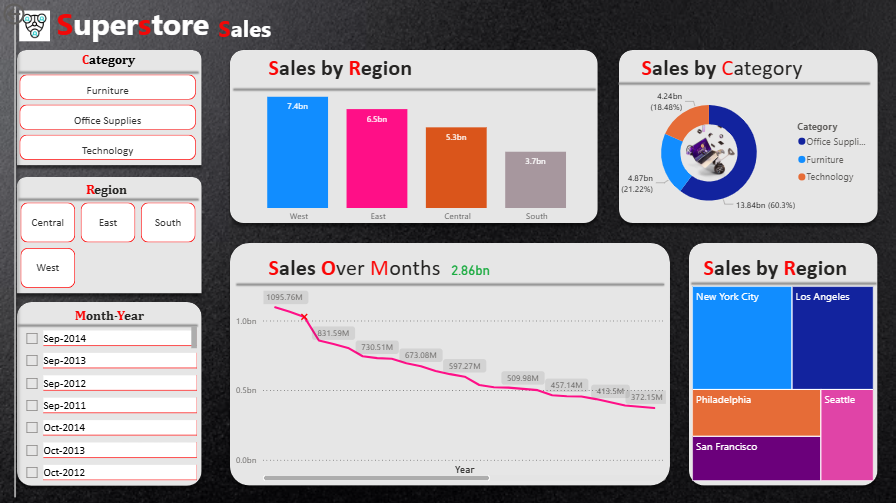 Superstore Sales
Category
Furniture
Office Supplies
Technology
Region
Central
East
South
West
Month-Year
Sep-2014
Sep-2013
Sep-2012
Sep-2011
Oct-2014
Oct-2013
Oct-2012
Sales by Region
7.4bn
6.5bn
5.3bn
3.7bn
West
East
Central
South
Sales by Category
4.24bn
(18.48%)
4.87bn
(21.22%)
13.84bn (60.3%)
Category
Office Suppli...
Furniture
Technology
Sales Over Months 2.86bn
1095.76M
831.59M
730.51M
673.08M
597.27M
509.98M
457.14M
413.5M
372.15M
1.0bn
0.5bn
0.0bn
Year
Sales by Region
New York City
Los Angeles
Philadelphia
Seattle
San Francisco